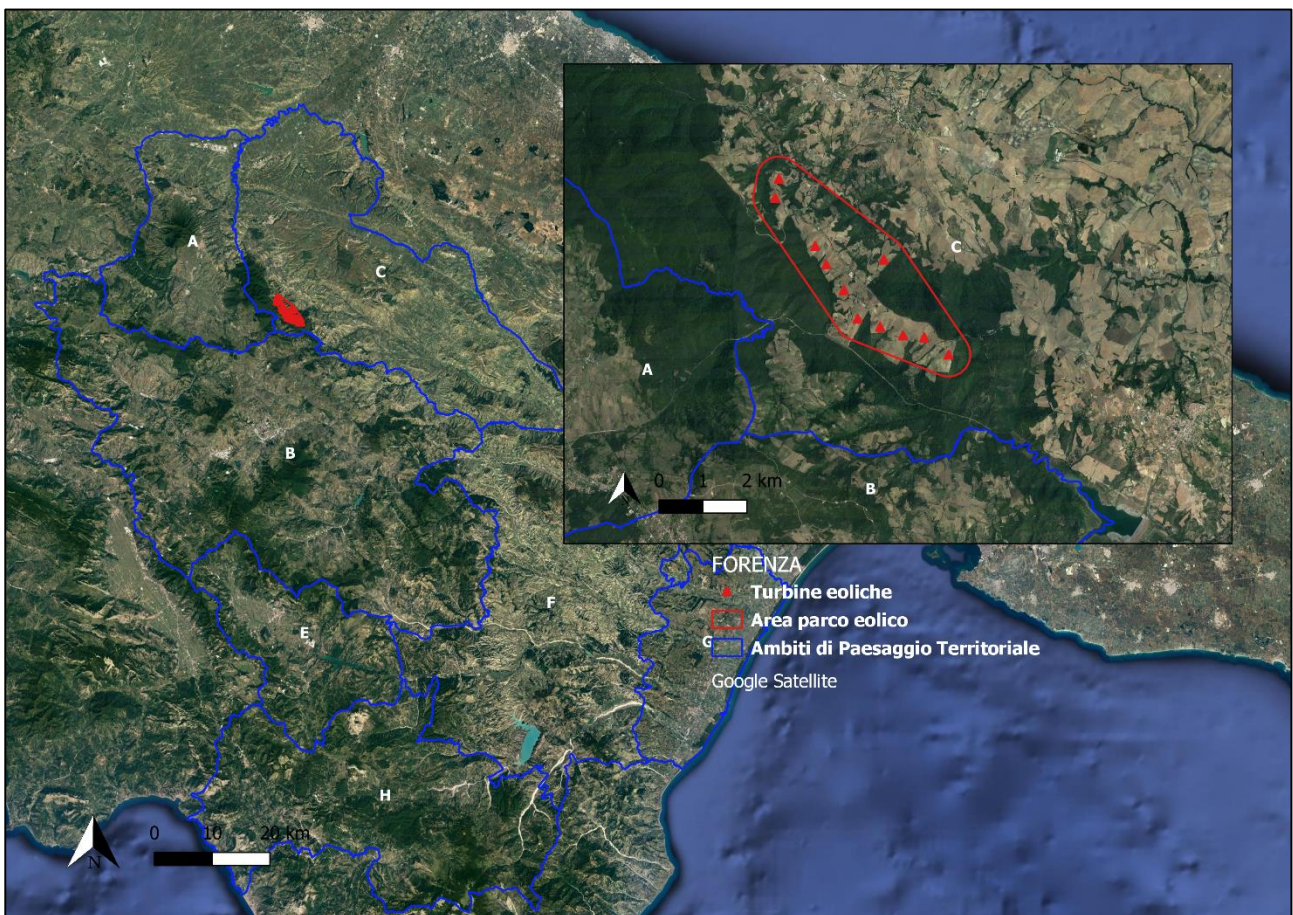 A
C
B
E
F
H
0 10 20 km
N
C
A
B
0 1 2 km
FORENZA
Turbine eoliche
Area parco eolico
G
Ambiti di Paesaggio Territoriale
Google Satellite